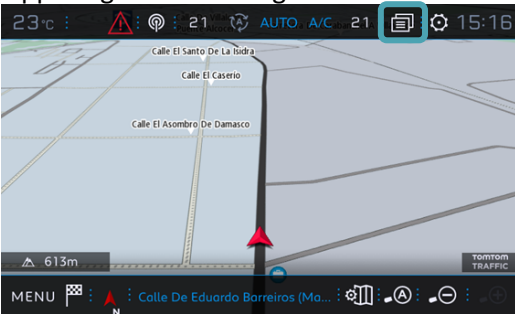 23°C 21 AUTO A/C 21 15:16
Calle El Santo De La Isidra
Calle El Caserio
Calle El Asombro De Damasco
613m
TOMTOM
TRAFFIC
MENU N Calle De Eduardo Barreiros (Ma... A